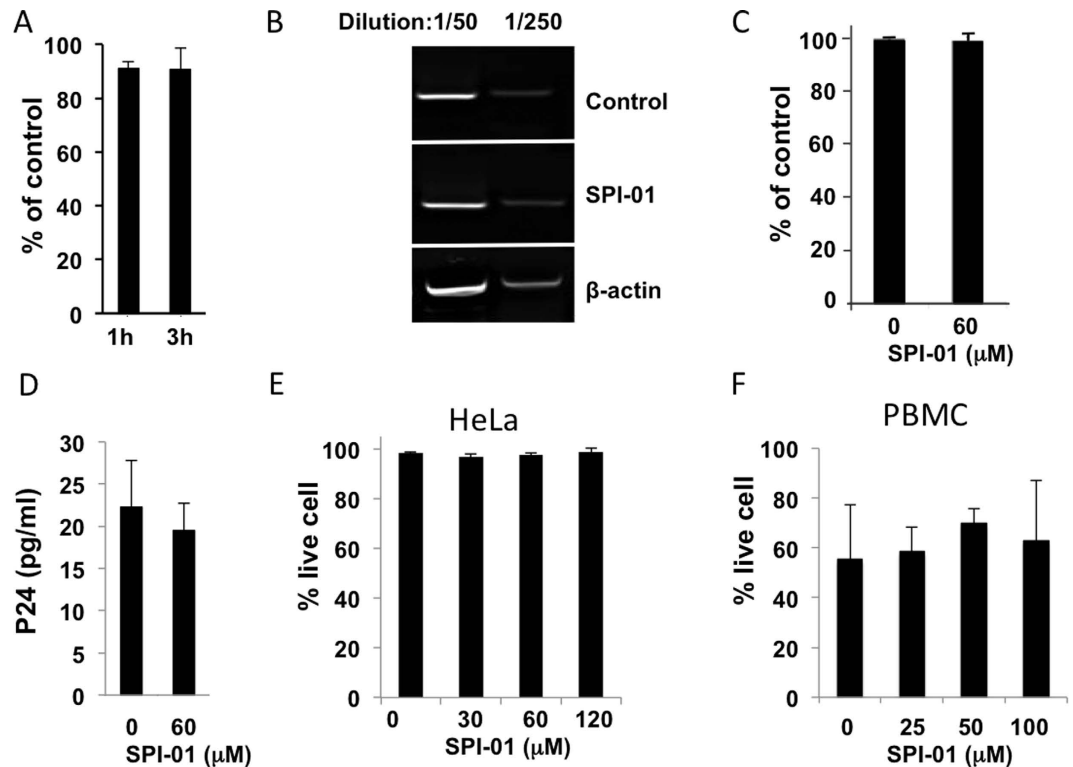 A
% of control
100
80
60
40
20
0
1h 3h
B
Dilution:1/50 1/250
Control
SPI-01
β-actin
C
% of control
100
80
60
40
20
0
0 60
SPI-01 (μM)
D
P24 (pg/ml)
30
25
20
15
10
5
0
0 60
SPI-01 (μM)
E
HeLa
% live cell
100
80
60
40
20
0
0 30 60 120
SPI-01 (μM)
F
PBMC
% live cell
100
80
60
40
20
0
0 25 50 100
SPI-01 (μM)